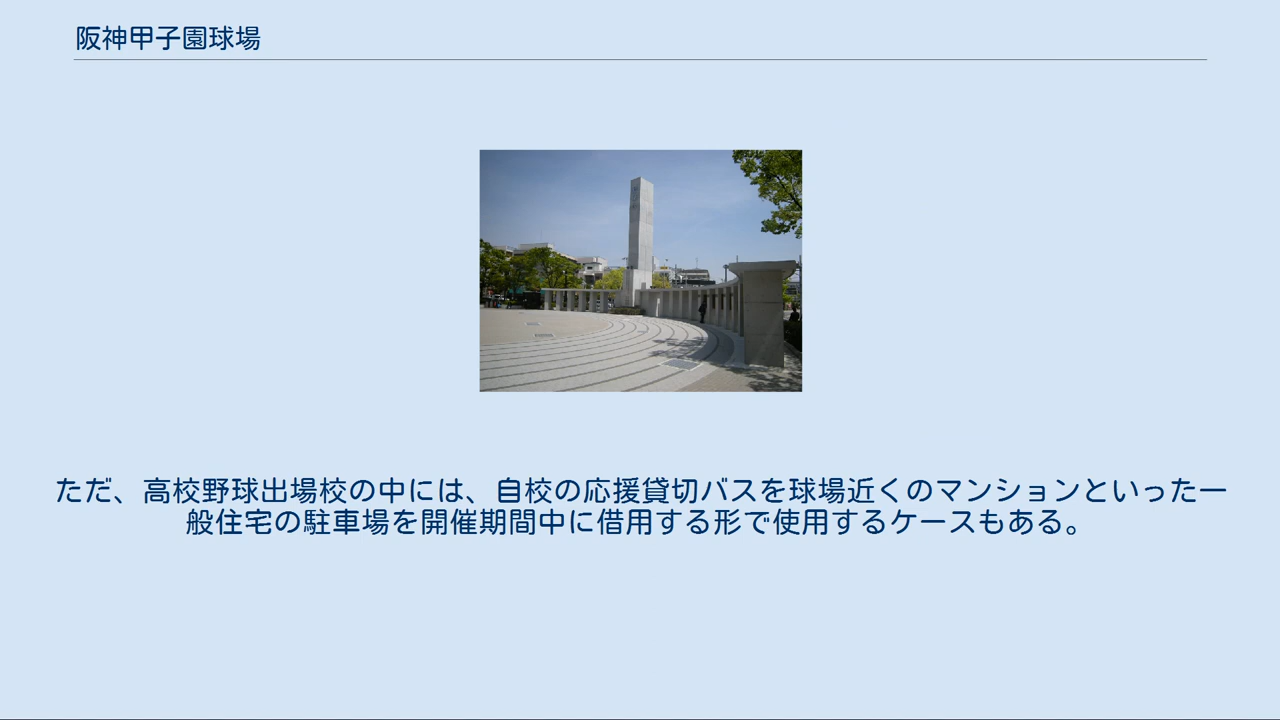 阪神甲子園球場
ただ、高校野球出場校の中には、自校の応援貸切バスを球場近くのマンションといった一
般住宅の駐車場を開催期間中に借用する形で使用するケースもある。